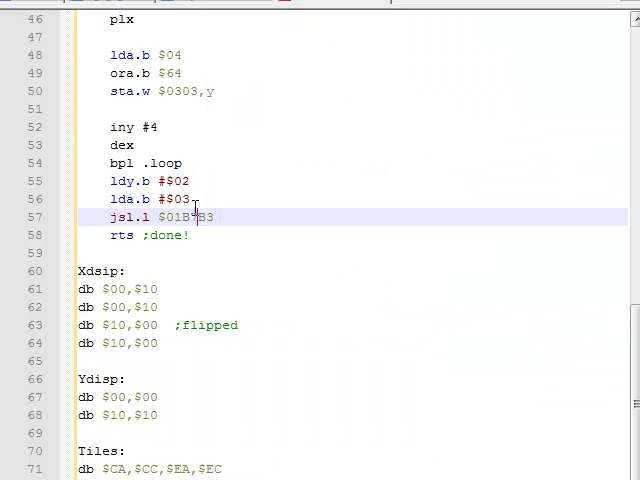 46 plx
47
48 lda.b $04
49 ora.b $64
50 sta.w $0303,y
51
52 iny #4
53 dex
54 bpl .loop
55 ldy.b #$02
56 lda.b #$03
57 jsl.l $01B7B3
58 rts ;done!
59
60 Xdsip:
61 db $00,$10
62 db $00,$10
63 db $10,$00 ;flipped
64 db $10,$00
65
66 Ydisp:
67 db $00,$00
68 db $10,$10
69
70 Tiles:
71 db $CA,$CC,$EA,$EC